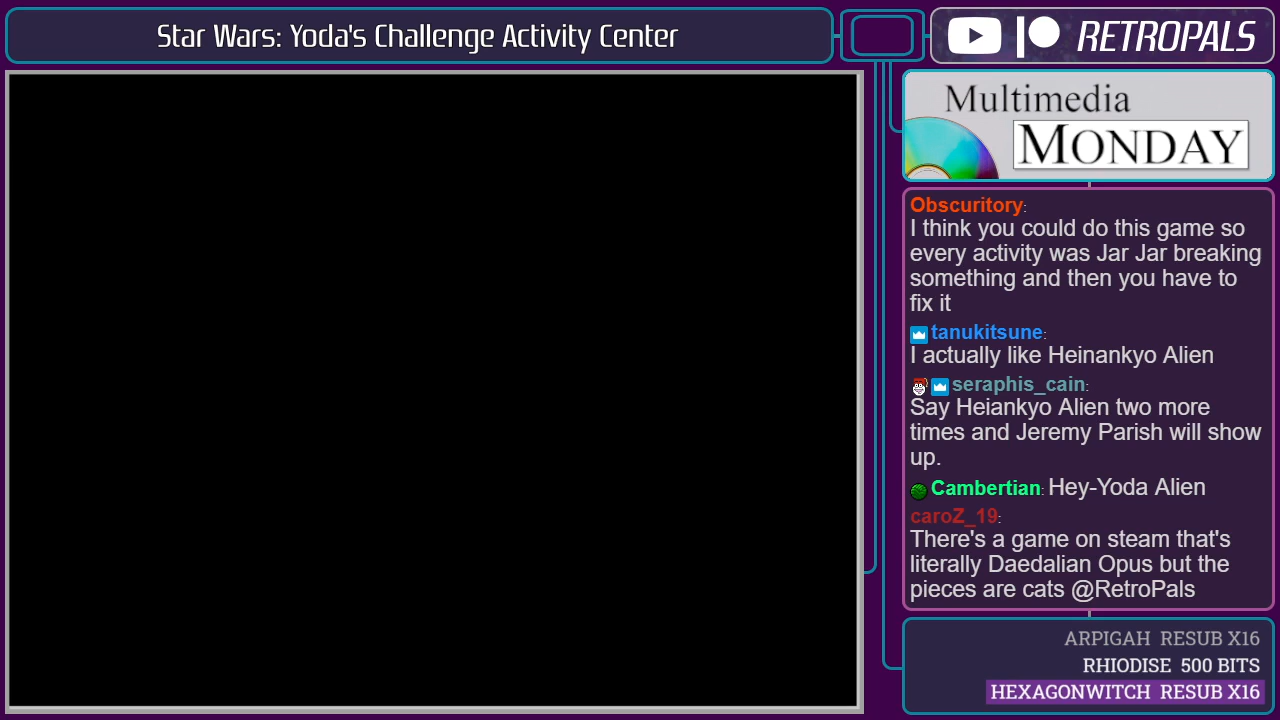 Star Wars: Yoda's Challenge Activity Center
RETROPALS
Multimedia
MONDAY
Obscuritory:
I think you could do this game so
every activity was Jar Jar breaking
something and then you have to
fix it
tanukitsune:
I actually like Heinankyo Alien
seraphis_cain:
Say Heiankyo Alien two more
times and Jeremy Parish will show
up.
Cambertian: Hey-Yoda Alien
caroZ_19:
There's a game on steam that's
literally Daedalian Opus but the
pieces are cats @RetroPals
ARPIGAH RESUB X16
RHIODISE 500 BITS
HEXAGONWITCH RESUB X16